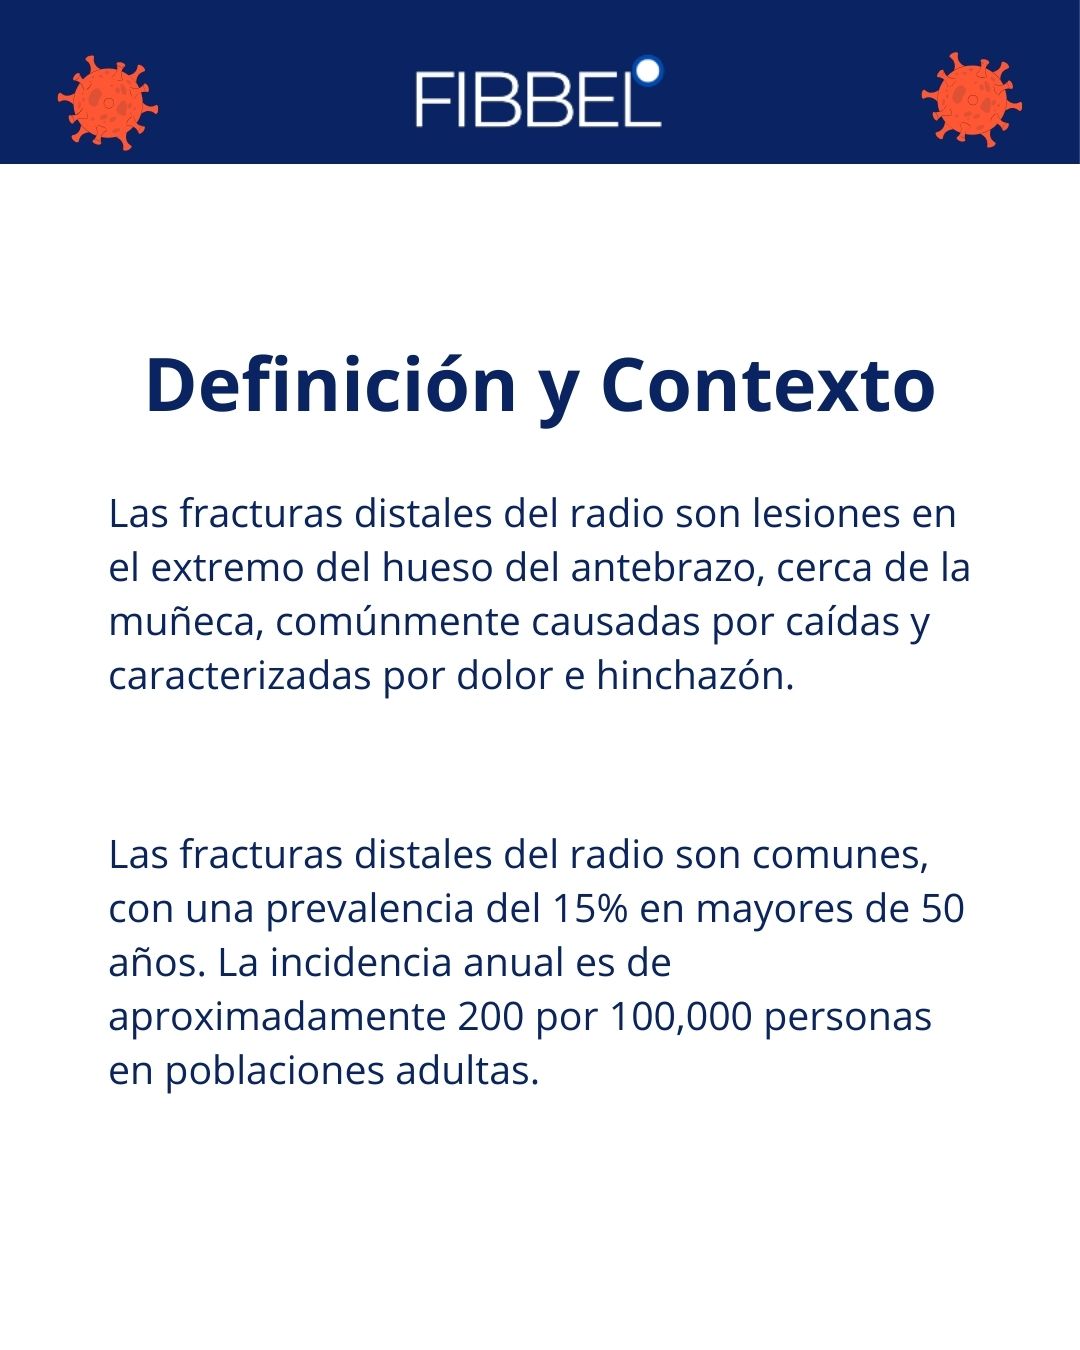 FIBBEL
Definición y Contexto
Las fracturas distales del radio son lesiones en
el extremo del hueso del antebrazo, cerca de la
muñeca, comúnmente causadas por caídas y
caracterizadas por dolor e hinchazón.
Las fracturas distales del radio son comunes,
con una prevalencia del 15% en mayores de 50
años. La incidencia anual es de
aproximadamente 200 por 100,000 personas
en poblaciones adultas.